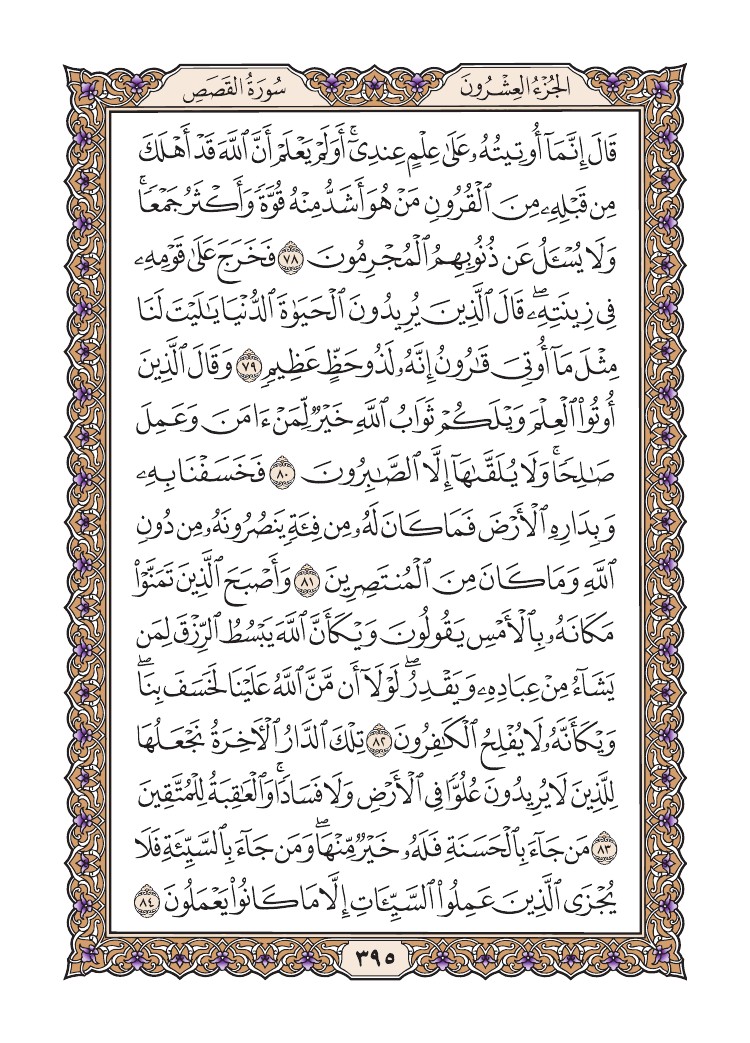 الجُزْءُ العِشْرُونَ
سُورَةُ القَصَصِ
قَالَ إِنَّمَآ أُوتِيتُهُۥ عَلَىٰ عِلْمٍ عِندِىٓۚ أَوَلَمْ يَعْلَمْ أَنَّ ٱللَّهَ قَدْ أَهْلَكَ
مِن قَبْلِهِۦ مِنَ ٱلْقُرُونِ مَنْ هُوَ أَشَدُّ مِنْهُ قُوَّةً وَأَكْثَرُ جَمْعًاۚ
وَلَا يُسْـَٔلُ عَن ذُنُوبِهِمُ ٱلْمُجْرِمُونَ ٧٨ فَخَرَجَ عَلَىٰ قَوْمِهِۦ
فِى زِينَتِهِۦۖ قَالَ ٱلَّذِينَ يُرِيدُونَ ٱلْحَيَوٰةَ ٱلدُّنْيَا يَـٰلَيْتَ لَنَا
مِثْلَ مَآ أُوتِىَ قَـٰرُونُ إِنَّهُۥ لَذُو حَظٍّ عَظِيمٍ ٧٩ وَقَالَ ٱلَّذِينَ
أُوتُوا۟ ٱلْعِلْمَ وَيْلَكُمْ ثَوَابُ ٱللَّهِ خَيْرٌ لِّمَنْ ءَامَنَ وَعَمِلَ
صَـٰلِحًاۚ وَلَا يُلَقَّىٰهَآ إِلَّا ٱلصَّـٰبِرُونَ ٨٠ فَخَسَفْنَا بِهِۦ
وَبِدَارِهِ ٱلْأَرْضَ فَمَا كَانَ لَهُۥ مِن فِئَةٍ يَنصُرُونَهُۥ مِن دُونِ
ٱللَّهِ وَمَا كَانَ مِنَ ٱلْمُنتَصِرِينَ ٨١ وَأَصْبَحَ ٱلَّذِينَ تَمَنَّوْا۟
مَكَانَهُۥ بِٱلْأَمْسِ يَقُولُونَ وَيْكَأَنَّ ٱللَّهَ يَبْسُطُ ٱلرِّزْقَ لِمَن
يَشَآءُ مِنْ عِبَادِهِۦ وَيَقْدِرُۖ لَوْلَآ أَن مَّنَّ ٱللَّهُ عَلَيْنَا لَخَسَفَ بِنَاۖ
وَيْكَأَنَّهُۥ لَا يُفْلِحُ ٱلْكَـٰفِرُونَ ٨٢ تِلْكَ ٱلدَّارُ ٱلْـَٔاخِرَةُ نَجْعَلُهَا
لِلَّذِينَ لَا يُرِيدُونَ عُلُوًّا فِى ٱلْأَرْضِ وَلَا فَسَادًاۚ وَٱلْعَـٰقِبَةُ لِلْمُتَّقِينَ
٨٣ مَن جَآءَ بِٱلْحَسَنَةِ فَلَهُۥ خَيْرٌ مِّنْهَاۖ وَمَن جَآءَ بِٱلسَّيِّئَةِ فَلَا
يُجْزَى ٱلَّذِينَ عَمِلُوا۟ ٱلسَّيِّـَٔاتِ إِلَّا مَا كَانُوا۟ يَعْمَلُونَ ٨٤
٣٩٥